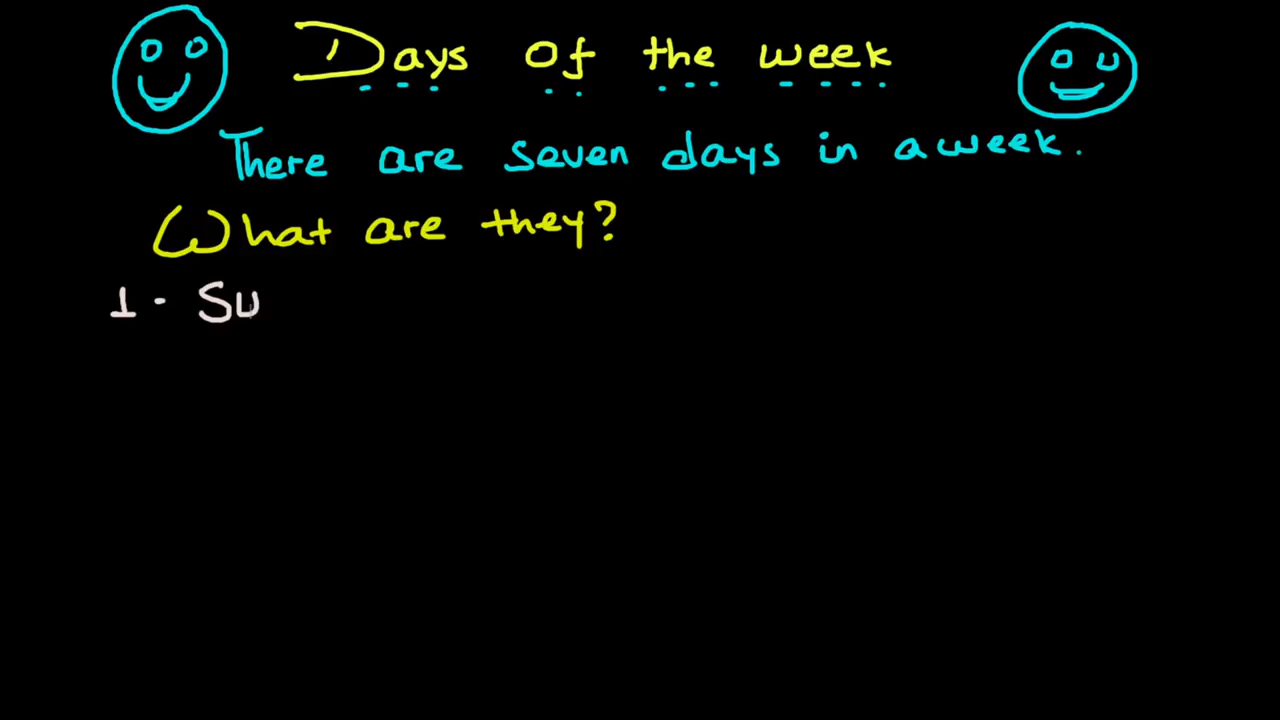 Days of the week
There are seven days in a week.
What are they?
1. Su